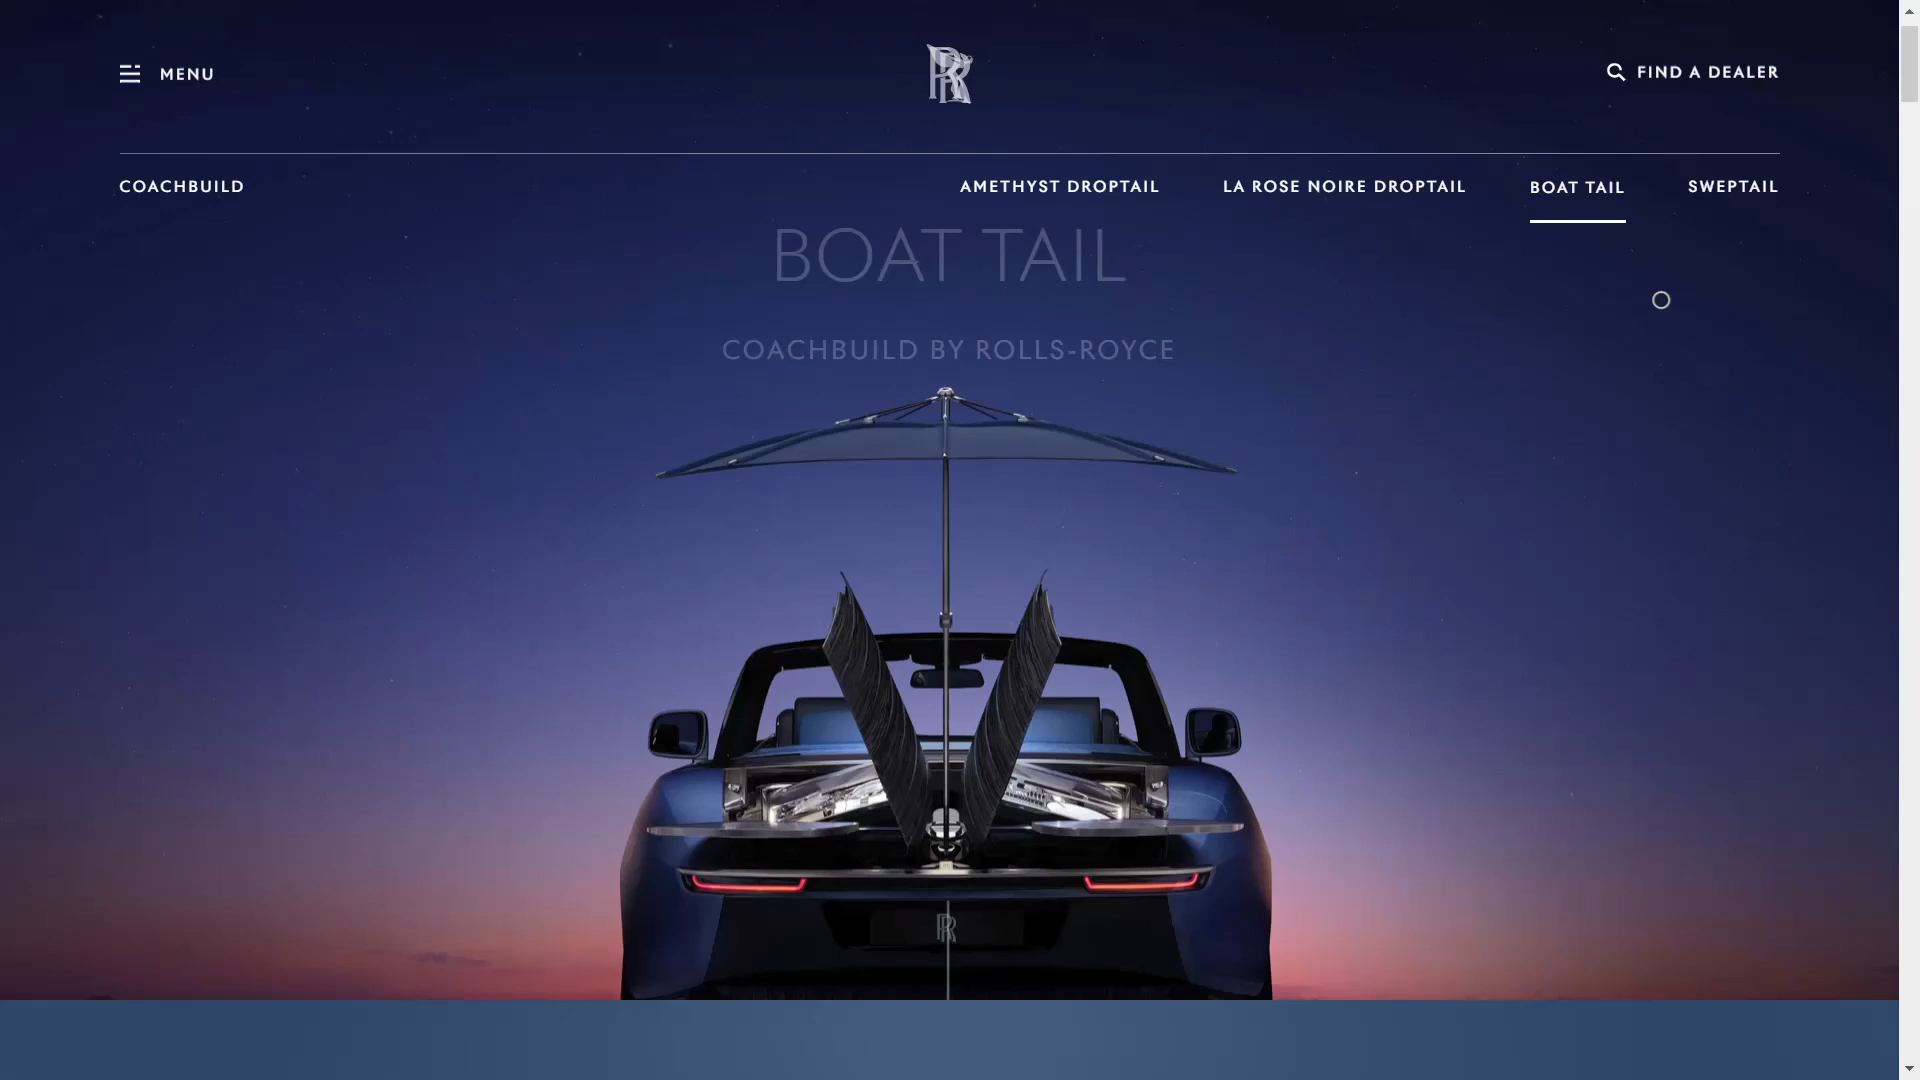 MENU
FIND A DEALER
COACHBUILD
AMETHYST DROPTAIL
LA ROSE NOIRE DROPTAIL
BOAT TAIL
SWEPTAIL
BOAT TAIL
COACHBUILD BY ROLLS-ROYCE